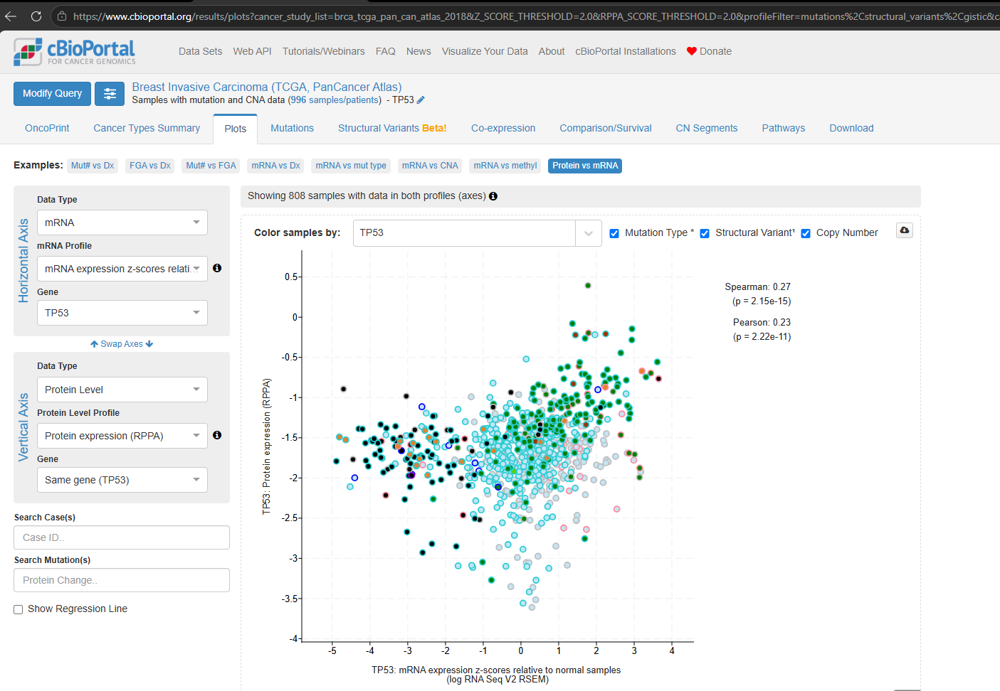 https://www.cbioportal.org/results/plots?cancer_study_list=brca_tcga_pan_can_atlas_2018&Z_SCORE_THRESHOLD=2.0&RPPA_SCORE_THRESHOLD=2.0&profileFilter=mutations%2Cstructural_variants%2Cgistic&c
cBioPortal
FOR CANCER GENOMICS
Data Sets Web API Tutorials/Webinars FAQ News Visualize Your Data About cBioPortal Installations Donate
Modify Query
Breast Invasive Carcinoma (TCGA, PanCancer Atlas)
Samples with mutation and CNA data (996 samples/patients) - TP53
OncoPrint Cancer Types Summary Plots Mutations Structural Variants Beta! Co-expression Comparison/Survival CN Segments Pathways Download
Examples: Mut# vs Dx FGA vs Dx Mut# vs FGA mRNA vs Dx mRNA vs mut type mRNA vs CNA mRNA vs methyl Protein vs mRNA
Horizontal Axis
Data Type
mRNA
mRNA Profile
mRNA expression z-scores relati...
Gene
TP53
Swap Axes
Vertical Axis
Data Type
Protein Level
Protein Level Profile
Protein expression (RPPA)
Gene
Same gene (TP53)
Search Case(s)
Case ID..
Search Mutation(s)
Protein Change..
Show Regression Line
Showing 808 samples with data in both profiles (axes)
Color samples by: TP53 Mutation Type * Structural Variant¹ Copy Number
Spearman: 0.27
(p = 2.15e-15)
Pearson: 0.23
(p = 2.22e-11)
TP53: Protein expression (RPPA)
0.5
0
-0.5
-1
-1.5
-2
-2.5
-3
-3.5
-4
-5 -4 -3 -2 -1 0 1 2 3 4
TP53: mRNA expression z-scores relative to normal samples
(log RNA Seq V2 RSEM)